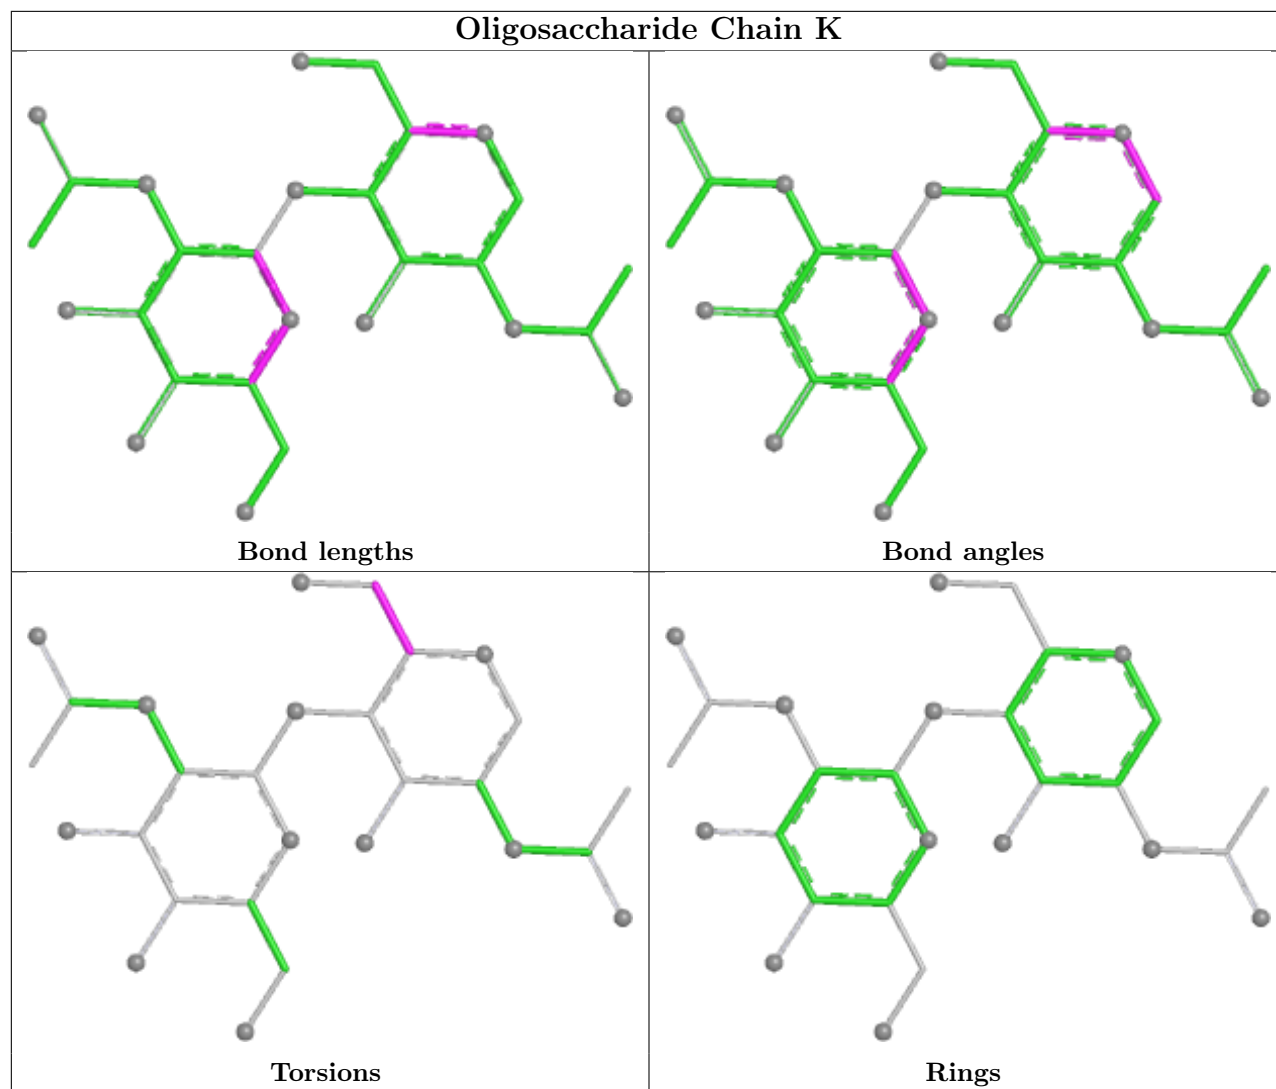 Oligosaccharide Chain K
Bond lengths
Bond angles
Torsions
Rings